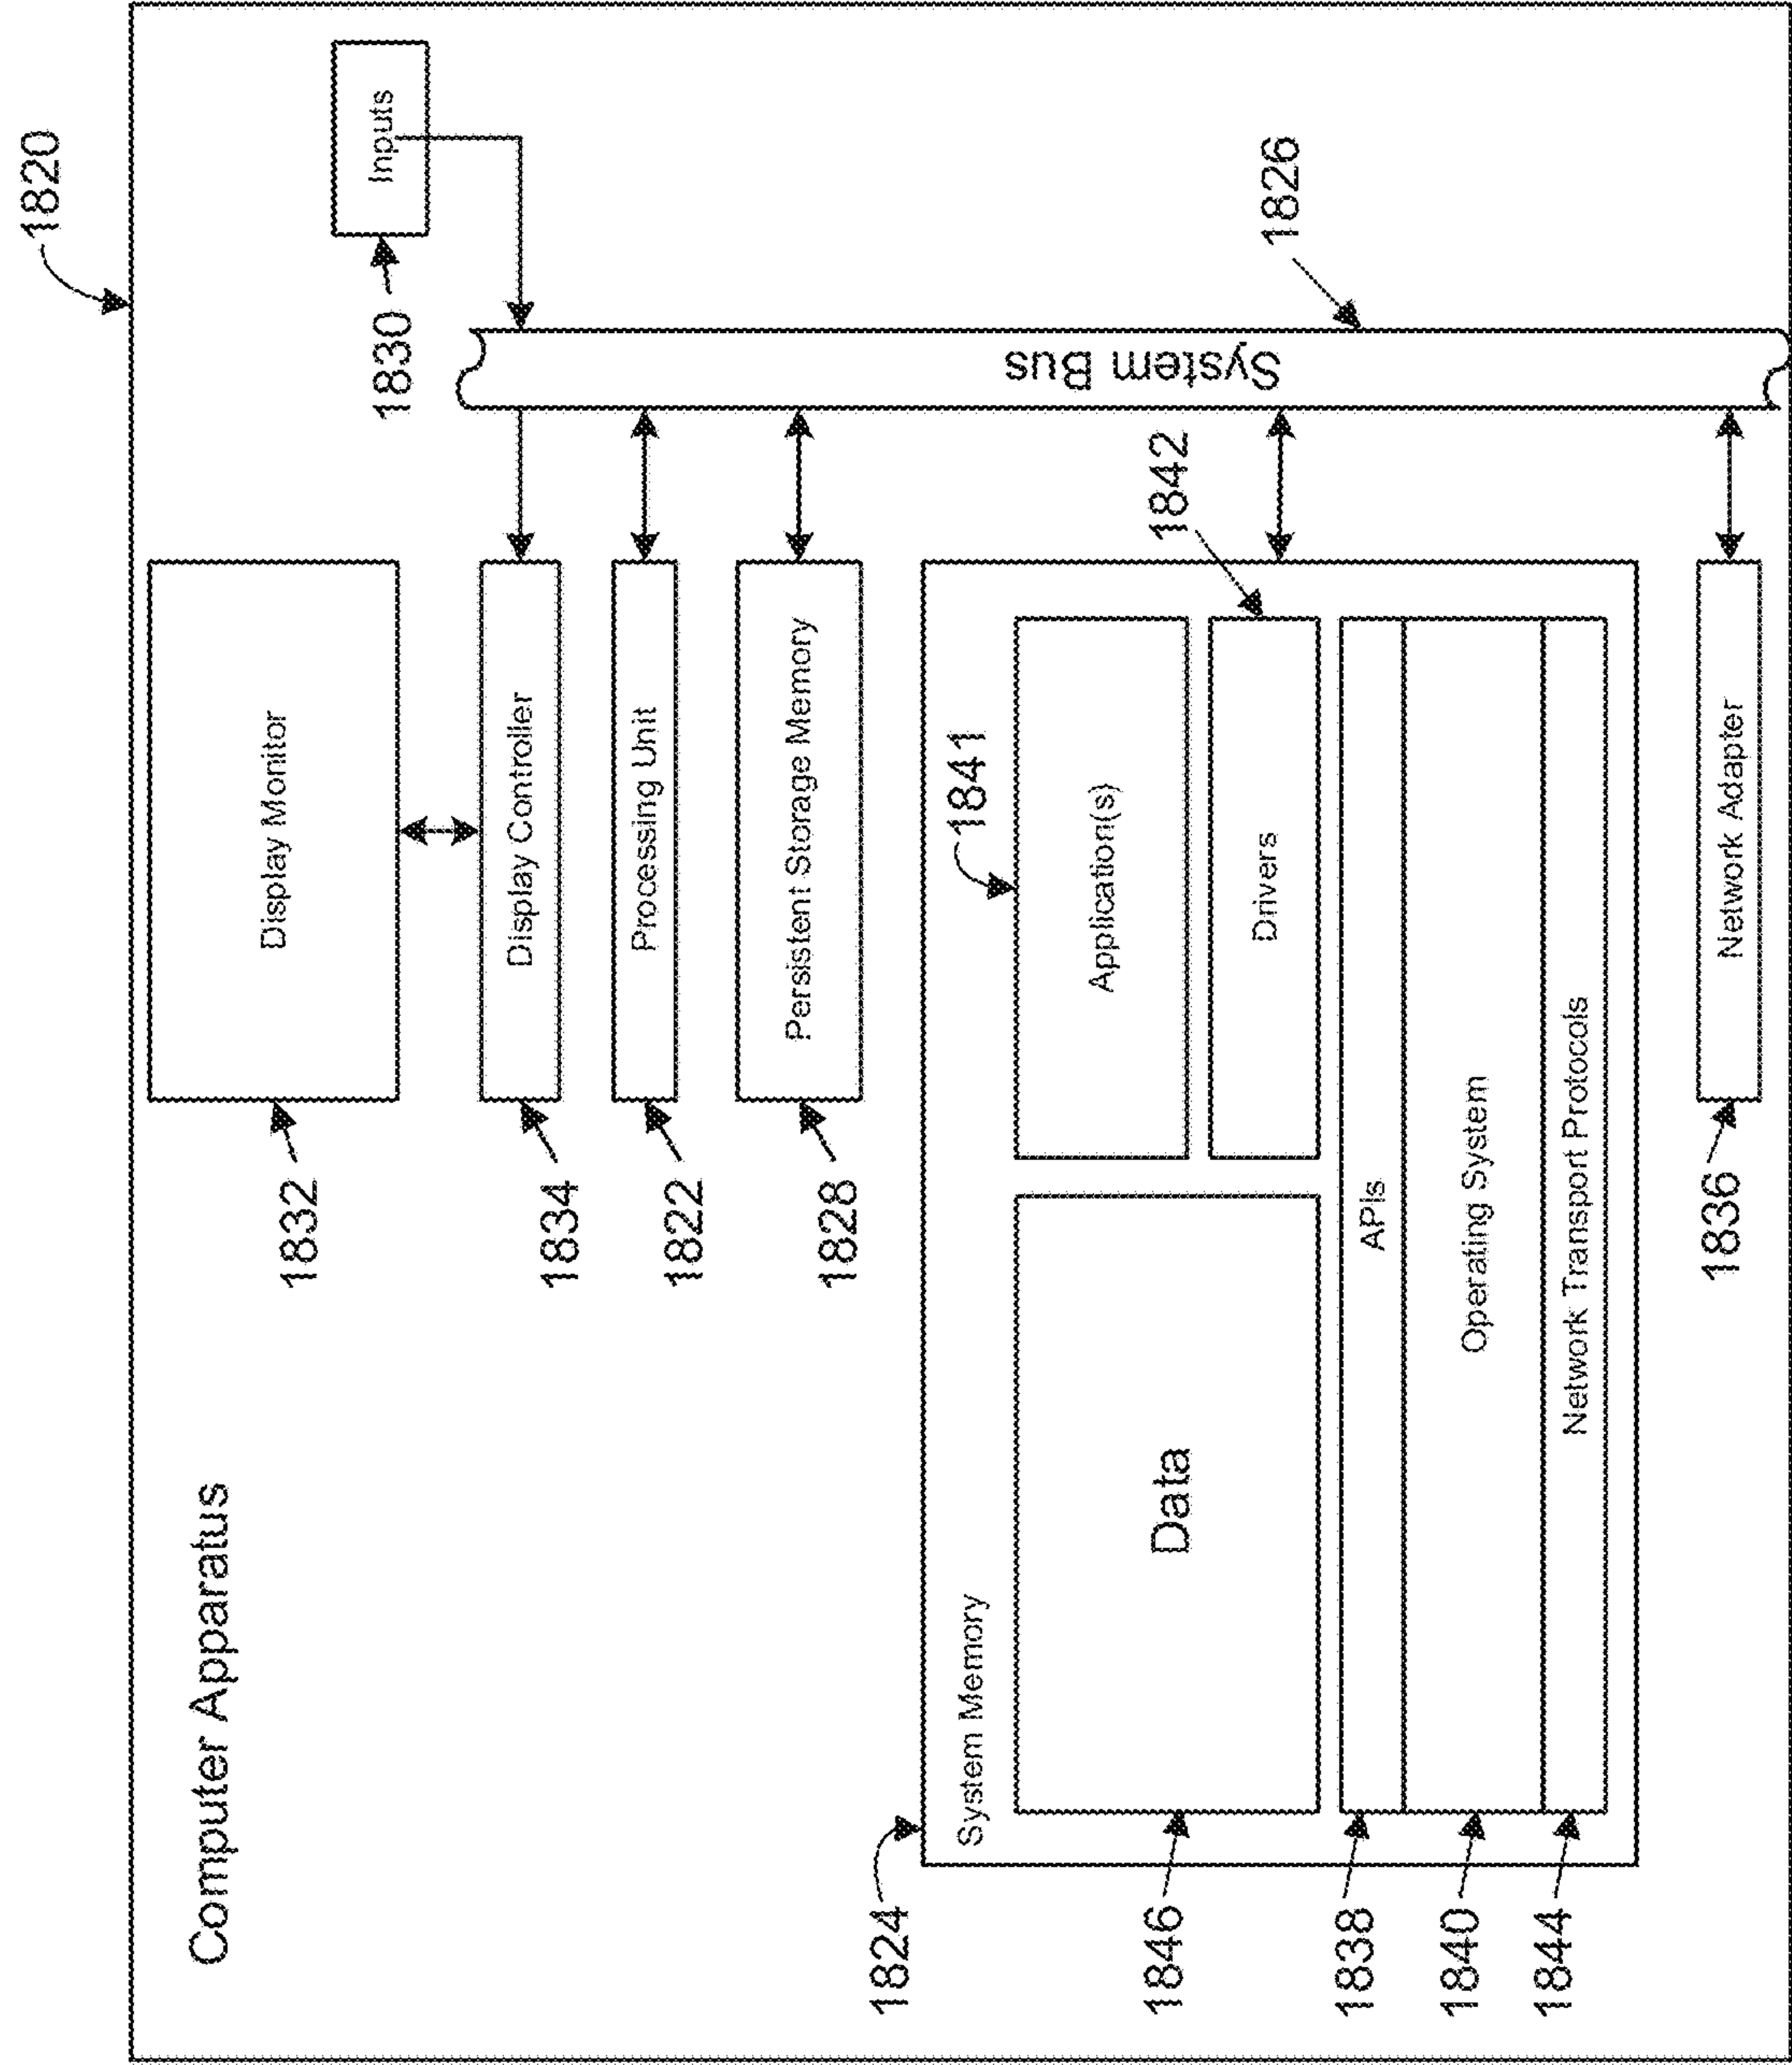 1820
Computer Apparatus
1832
Display Monitor
Inputs
1830
1834
Display Controller
1822
Processing Unit
1828
Persistent Storage Memory
System Bus
1826
1824
System Memory
1841
1842
1846
Data
Application(s)
Drivers
1838
APIs
1840
Operating System
1844
Network Transport Protocols
1836
Network Adapter